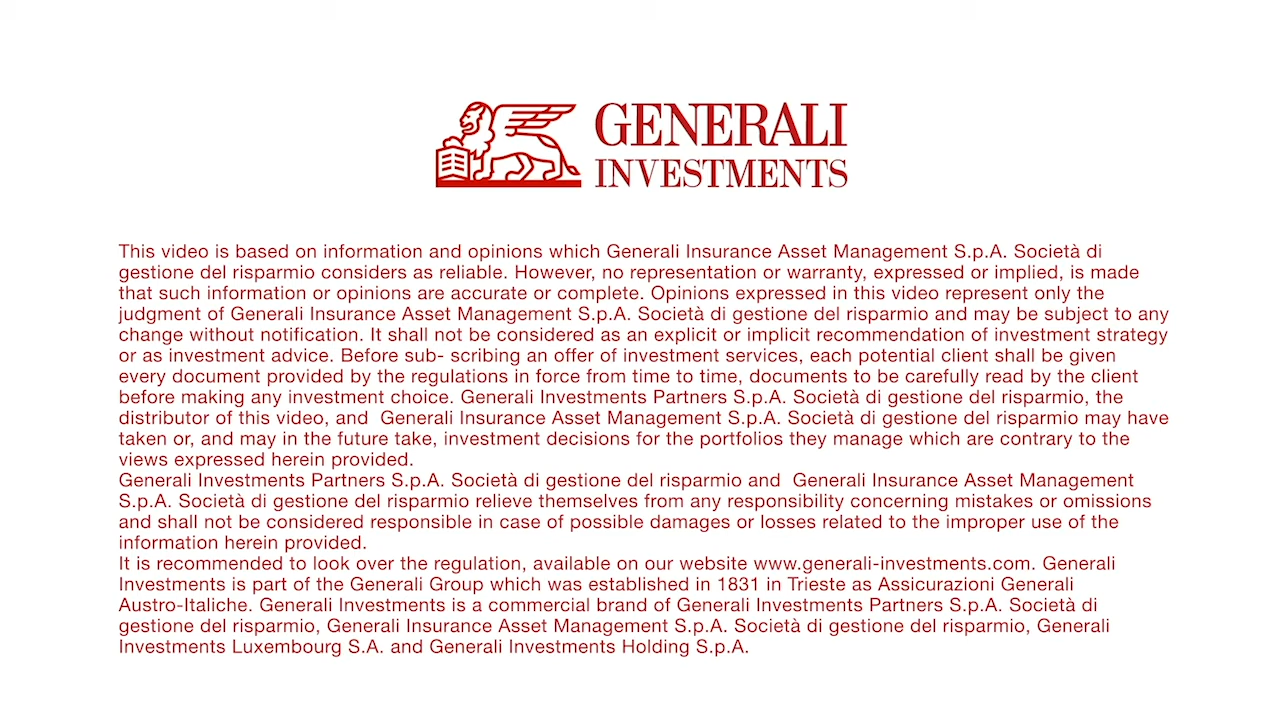 GENERALI
INVESTMENTS
This video is based on information and opinions which Generali Insurance Asset Management S.p.A. Società di
gestione del risparmio considers as reliable. However, no representation or warranty, expressed or implied, is made
that such information or opinions are accurate or complete. Opinions expressed in this video represent only the
judgment of Generali Insurance Asset Management S.p.A. Società di gestione del risparmio and may be subject to any
change without notification. It shall not be considered as an explicit or implicit recommendation of investment strategy
or as investment advice. Before sub- scribing an offer of investment services, each potential client shall be given
every document provided by the regulations in force from time to time, documents to be carefully read by the client
before making any investment choice. Generali Investments Partners S.p.A. Società di gestione del risparmio, the
distributor of this video, and  Generali Insurance Asset Management S.p.A. Società di gestione del risparmio may have
taken or, and may in the future take, investment decisions for the portfolios they manage which are contrary to the
views expressed herein provided.
Generali Investments Partners S.p.A. Società di gestione del risparmio and  Generali Insurance Asset Management
S.p.A. Società di gestione del risparmio relieve themselves from any responsibility concerning mistakes or omissions
and shall not be considered responsible in case of possible damages or losses related to the improper use of the
information herein provided.
It is recommended to look over the regulation, available on our website www.generali-investments.com. Generali
Investments is part of the Generali Group which was established in 1831 in Trieste as Assicurazioni Generali
Austro-Italiche. Generali Investments is a commercial brand of Generali Investments Partners S.p.A. Società di
gestione del risparmio, Generali Insurance Asset Management S.p.A. Società di gestione del risparmio, Generali
Investments Luxembourg S.A. and Generali Investments Holding S.p.A.